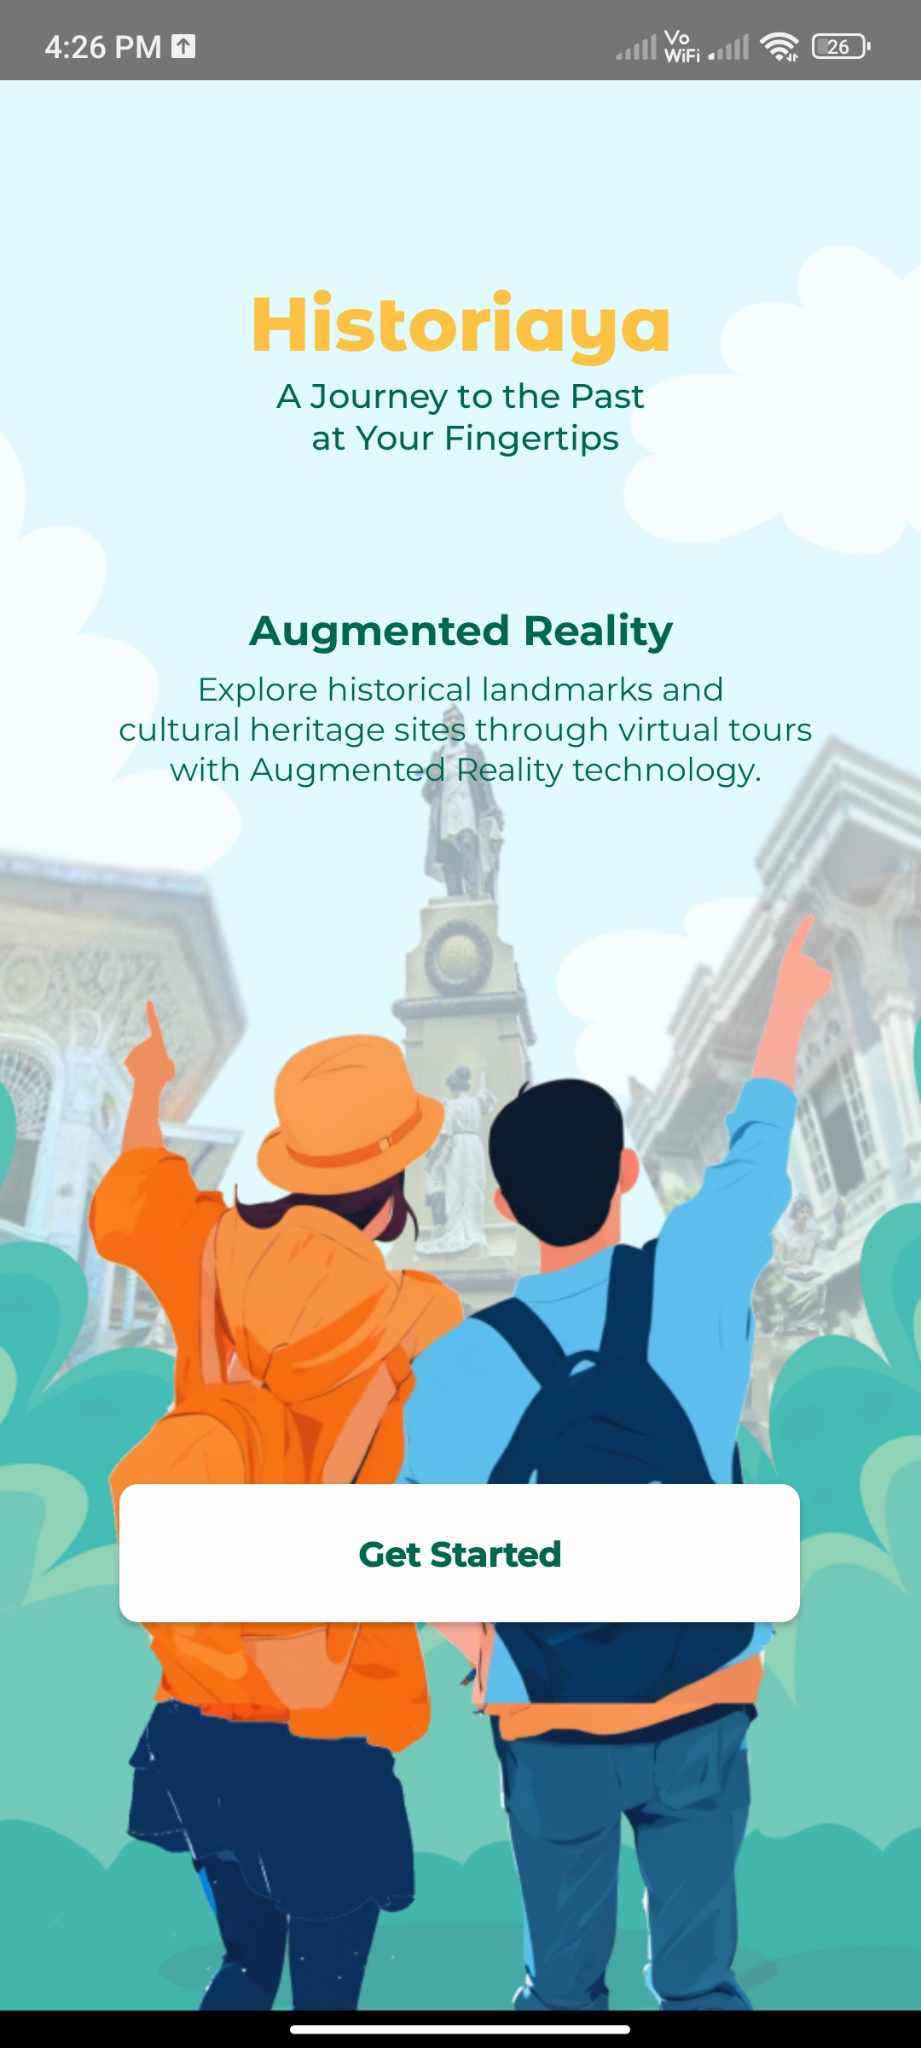 4:26 PM
Vo
WiFi
26
Historiaya
A Journey to the Past
at Your Fingertips
Augmented Reality
Explore historical landmarks and
cultural heritage sites through virtual tours
with Augmented Reality technology.
Get Started